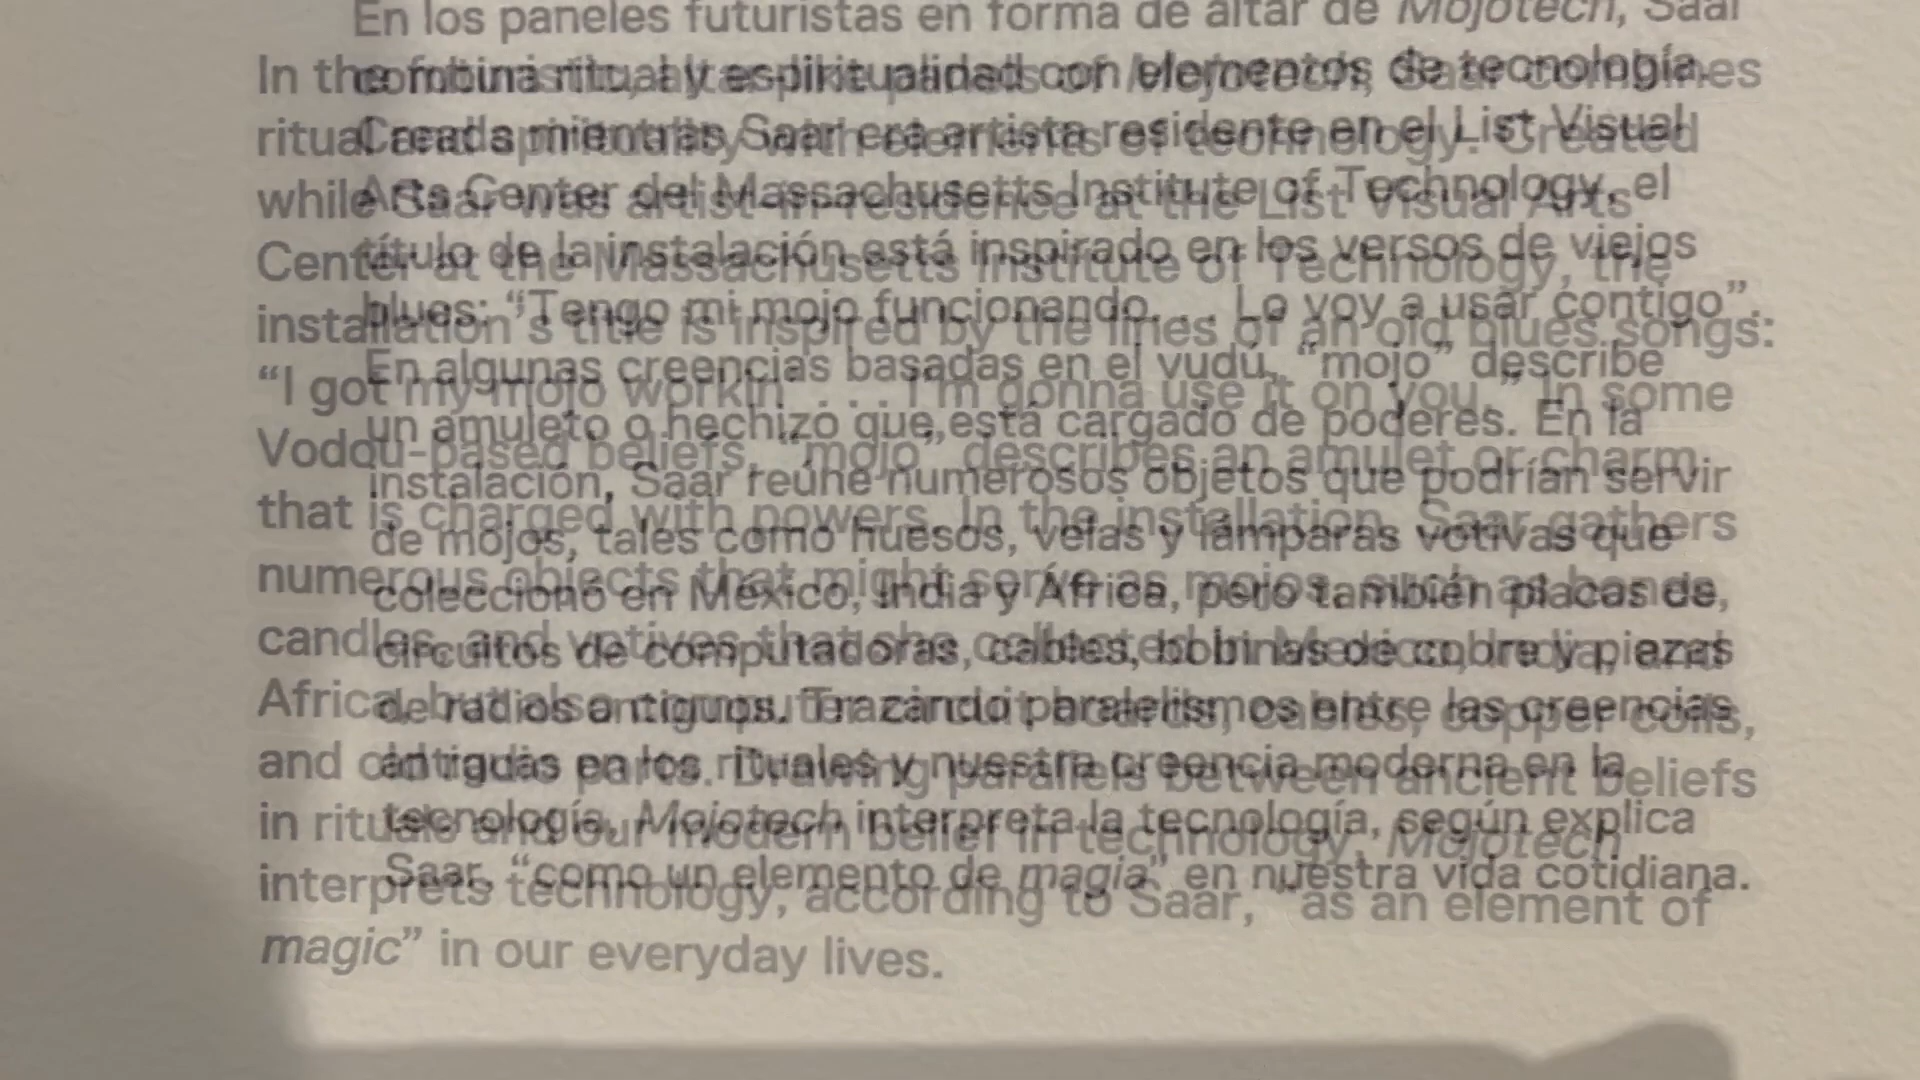 En los paneles futuristas en forma de altar de Mojotech, Saar
combina ritual y espiritualidad con elementos de tecnología.
Creada mientras Saar era artista residente en el List Visual
Arts Center del Massachusetts Institute of Technology, el
título de la instalación está inspirado en los versos de viejos
blues: “Tengo mi mojo funcionando. . . Lo voy a usar contigo”.
En algunas creencias basadas en el vudú, “mojo” describe
un amuleto o hechizo que está cargado de poderes. En la
instalación, Saar reúne numerosos objetos que podrían servir
de mojos, tales como huesos, velas y lámparas votivas que
coleccionó en México, India y África, pero también placas de
circuitos de computadoras, cables, bobinas de cobre y piezas
de radios antiguos. Trazando paralelismos entre las creencias
antiguas en los rituales y nuestra creencia moderna en la
tecnología, Mojotech interpreta la tecnología, según explica
Saar, “como un elemento de magia” en nuestra vida cotidiana.
In the futuristic, altar-like panels of Mojotech, Saar combines
ritual and spirituality with elements of technology. Created
while Saar was artist-in-residence at the List Visual Arts
Center at the Massachusetts Institute of Technology, the
installation’s title is inspired by the lines of an old blues songs:
“I got my mojo workin’ . . . I’m gonna use it on you.” In some
Vodou-based beliefs, “mojo” describes an amulet or charm
that is charged with powers. In the installation, Saar gathers
numerous objects that might serve as mojos, such as
candles, and votives that she collected in Mexico, India, and
Africa, but also computer circuit boards, cables, copper coils,
and old radio parts. Drawing parallels between ancient beliefs
in rituals and our modern belief in technology, Mojotech
interprets technology, according to Saar, “as an element of
magic” in our everyday lives.